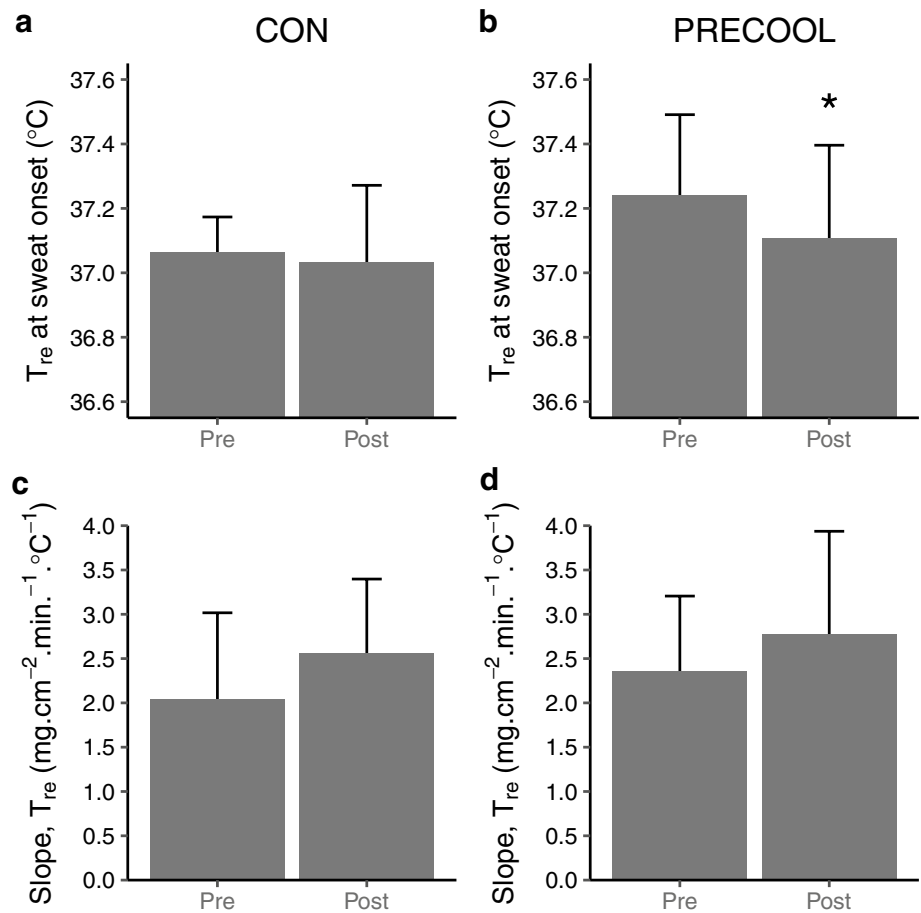 a
CON
T_re at sweat onset (°C)
37.6
37.4
37.2
37.0
36.8
36.6
Pre Post
b
PRECOOL
*
T_re at sweat onset (°C)
37.6
37.4
37.2
37.0
36.8
36.6
Pre Post
c
Slope, T_re (mg.cm⁻².min.⁻¹.°C⁻¹)
4.0
3.5
3.0
2.5
2.0
1.5
1.0
0.5
0.0
Pre Post
d
Slope, T_re (mg.cm⁻².min.⁻¹.°C⁻¹)
4.0
3.5
3.0
2.5
2.0
1.5
1.0
0.5
0.0
Pre Post